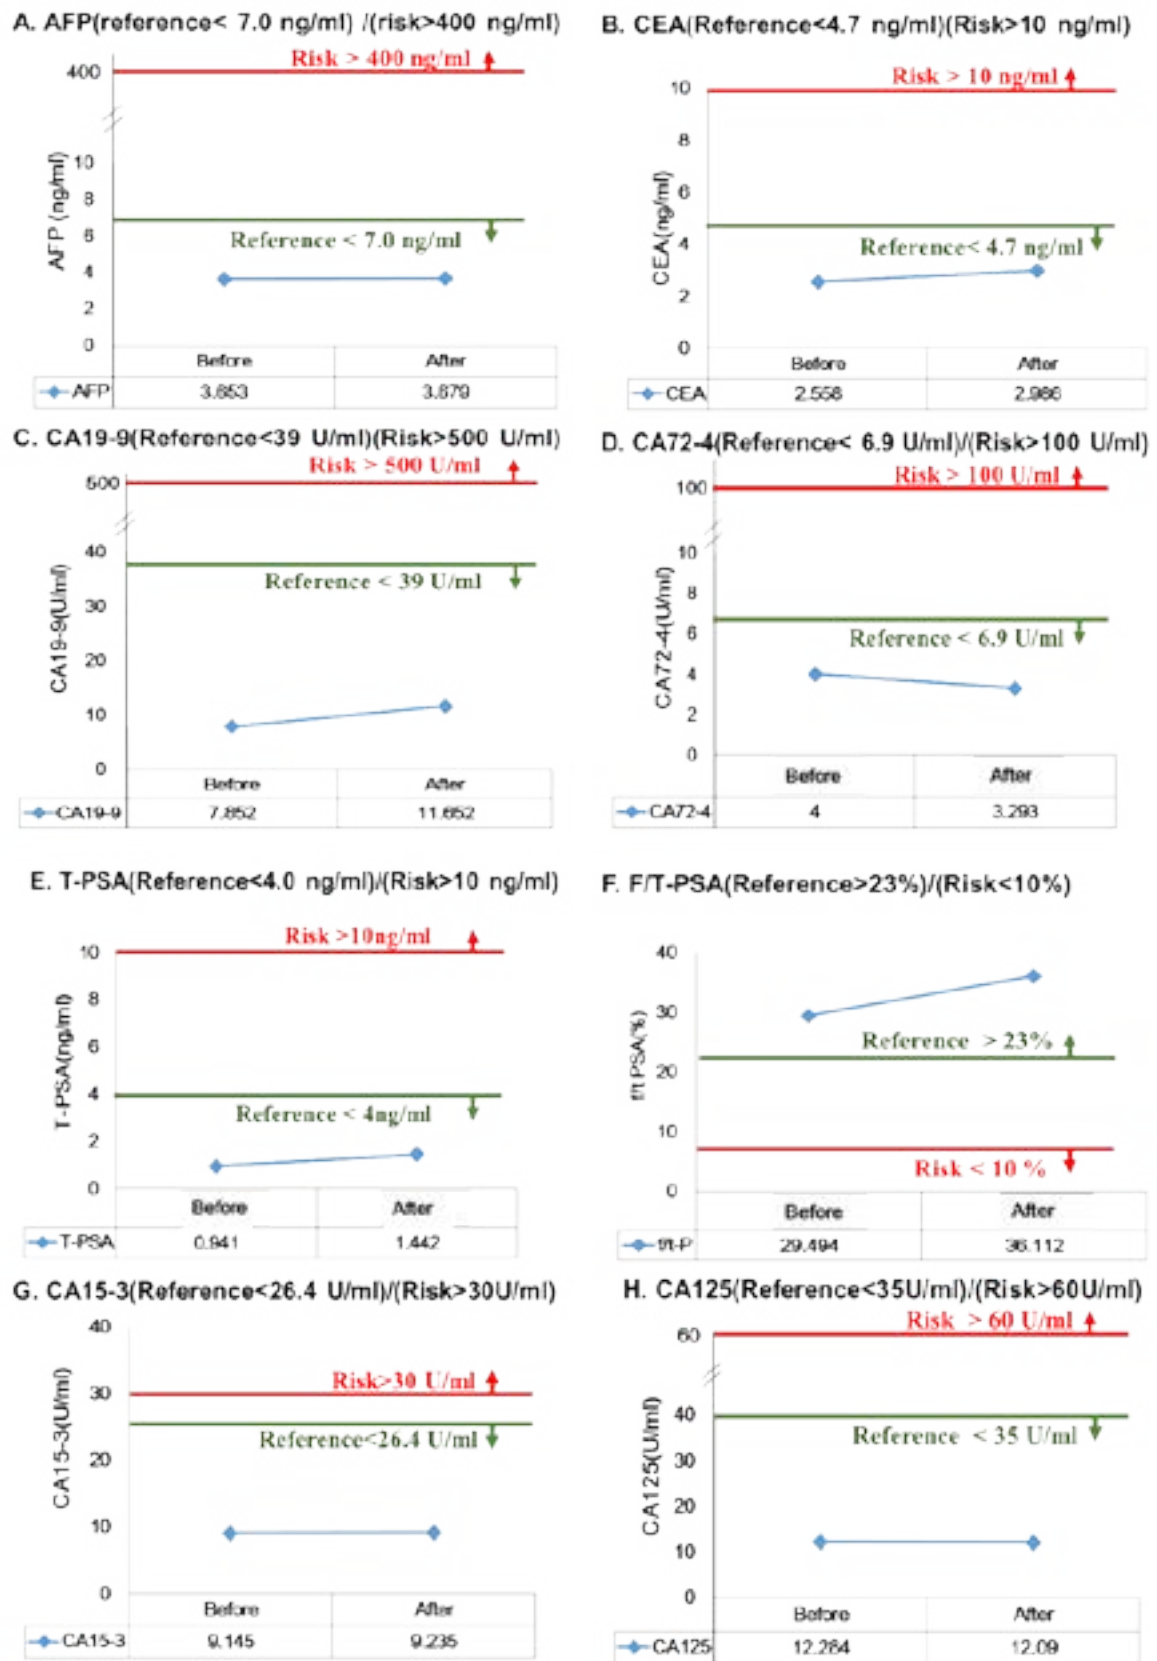 A. AFP(reference< 7.0 ng/ml) /(risk>400 ng/ml)
Risk > 400 ng/ml
400
10
8
6
4
2
0
AFP (ng/ml)
Reference < 7.0 ng/ml
Before After
AFP 3.653 3.679
B. CEA(Reference<4.7 ng/ml)(Risk>10 ng/ml)
Risk > 10 ng/ml
10
8
6
4
2
0
CEA(ng/ml)
Reference< 4.7 ng/ml
Before After
CEA 2.558 2.986
C. CA19-9(Reference<39 U/ml)(Risk>500 U/ml)
Risk > 500 U/ml
500
40
30
20
10
0
CA19-9(U/ml)
Reference < 39 U/ml
Before After
CA19-9 7.852 11.652
D. CA72-4(Reference< 6.9 U/ml)/(Risk>100 U/ml)
Risk > 100 U/ml
100
10
8
6
4
2
0
CA72-4(U/ml)
Reference < 6.9 U/ml
Before After
CA72-4 4 3.293
E. T-PSA(Reference<4.0 ng/ml)/(Risk>10 ng/ml)
Risk >10ng/ml
10
8
6
4
2
0
T-PSA(ng/ml)
Reference < 4ng/ml
Before After
T-PSA 0.941 1.442
F. F/T-PSA(Reference>23%)/(Risk<10%)
40
30
20
10
0
f/t PSA(%)
Reference > 23%
Risk < 10 %
Before After
f/t-P 29.494 36.112
G. CA15-3(Reference<26.4 U/ml)/(Risk>30U/ml)
40
30
20
10
0
CA15-3(U/ml)
Risk>30 U/ml
Reference<26.4 U/ml
Before After
CA15-3 9.145 9.235
H. CA125(Reference<35U/ml)/(Risk>60U/ml)
Risk > 60 U/ml
60
40
30
20
10
0
CA125(U/ml)
Reference < 35 U/ml
Before After
CA125 12.264 12.09